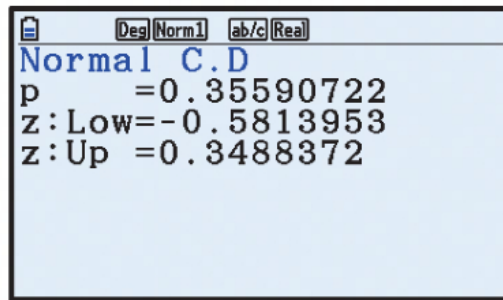 Deg Norm1 ab/c Real
Normal C.D
p =0.35590722
z:Low=-0.5813953
z:Up =0.3488372